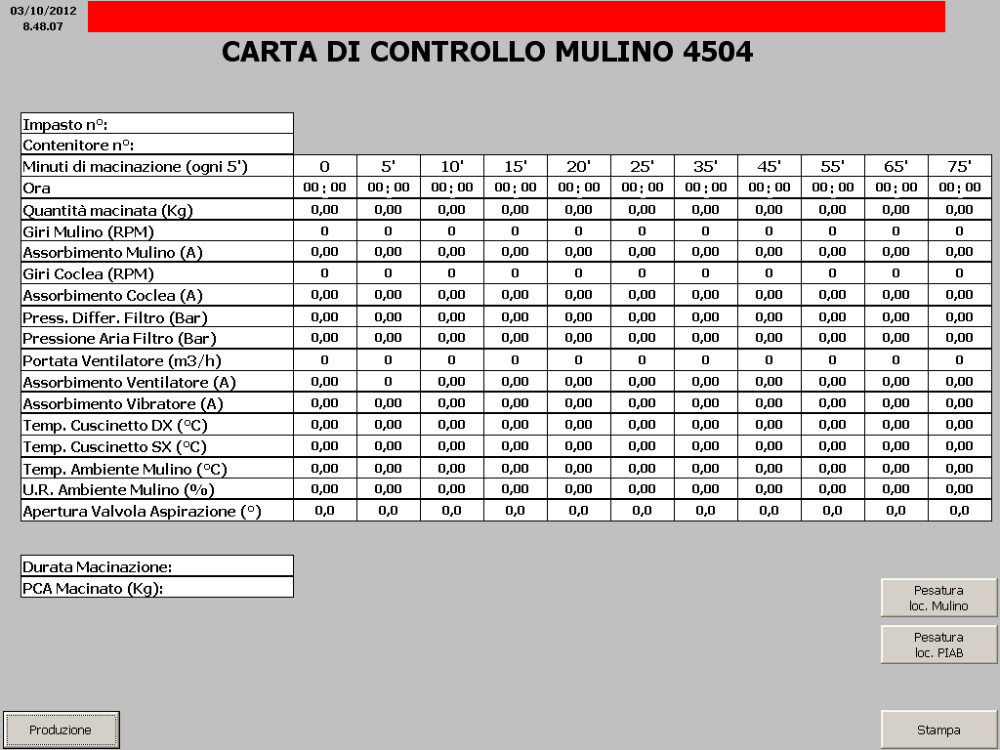 03/10/2012
8.48.07
CARTA DI CONTROLLO MULINO 4504
Impasto n°:
Contenitore n°:
Minuti di macinazione (ogni 5') 0 5' 10' 15' 20' 25' 35' 45' 55' 65' 75'
Ora 00:00 00:00 00:00 00:00 00:00 00:00 00:00 00:00 00:00 00:00 00:00
Quantità macinata (Kg) 0,00 0,00 0,00 0,00 0,00 0,00 0,00 0,00 0,00 0,00 0,00
Giri Mulino (RPM) 0 0 0 0 0 0 0 0 0 0 0
Assorbimento Mulino (A) 0,00 0,00 0,00 0,00 0,00 0,00 0,00 0,00 0,00 0,00 0,00
Giri Coclea (RPM) 0 0 0 0 0 0 0 0 0 0 0
Assorbimento Coclea (A) 0,00 0,00 0,00 0,00 0,00 0,00 0,00 0,00 0,00 0,00 0,00
Press. Differ. Filtro (Bar) 0,00 0,00 0,00 0,00 0,00 0,00 0,00 0,00 0,00 0,00 0,00
Pressione Aria Filtro (Bar) 0,00 0,00 0,00 0,00 0,00 0,00 0,00 0,00 0,00 0,00 0,00
Portata Ventilatore (m3/h) 0 0 0 0 0 0 0 0 0 0 0
Assorbimento Ventilatore (A) 0,00 0 0,00 0,00 0,00 0,00 0,00 0,00 0,00 0,00 0,00
Assorbimento Vibratore (A) 0,00 0,00 0,00 0,00 0,00 0,00 0,00 0,00 0,00 0,00 0,00
Temp. Cuscinetto DX (°C) 0,00 0,00 0,00 0,00 0,00 0,00 0,00 0,00 0,00 0,00 0,00
Temp. Cuscinetto SX (°C) 0,00 0,00 0,00 0,00 0,00 0,00 0,00 0,00 0,00 0,00 0,00
Temp. Ambiente Mulino (°C) 0,00 0,00 0,00 0,00 0,00 0,00 0,00 0,00 0,00 0,00 0,00
U.R. Ambiente Mulino (%) 0,00 0,00 0,00 0,00 0,00 0,00 0,00 0,00 0,00 0,00 0,00
Apertura Valvola Aspirazione (°) 0,0 0,0 0,0 0,0 0,0 0,0 0,0 0,0 0,0 0,0 0,0
Durata Macinazione:
PCA Macinato (Kg):
Pesatura
loc. Mulino
Pesatura
loc. PIAB
Produzione
Stampa